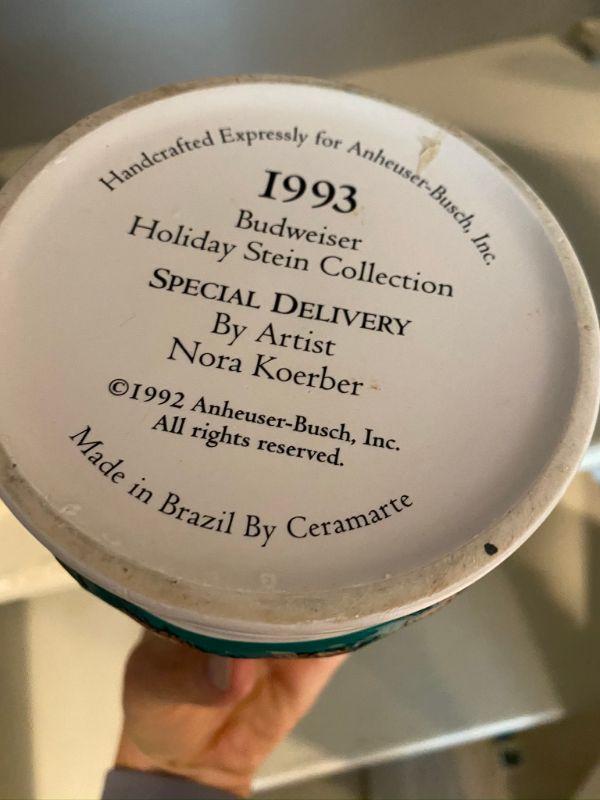 Handcrafted Expressly for Anheuser-Busch, Inc.
1993
Budweiser
Holiday Stein Collection
SPECIAL DELIVERY
By Artist
Nora Koerber
©1992 Anheuser-Busch, Inc.
All rights reserved.
Made in Brazil By Ceramarte